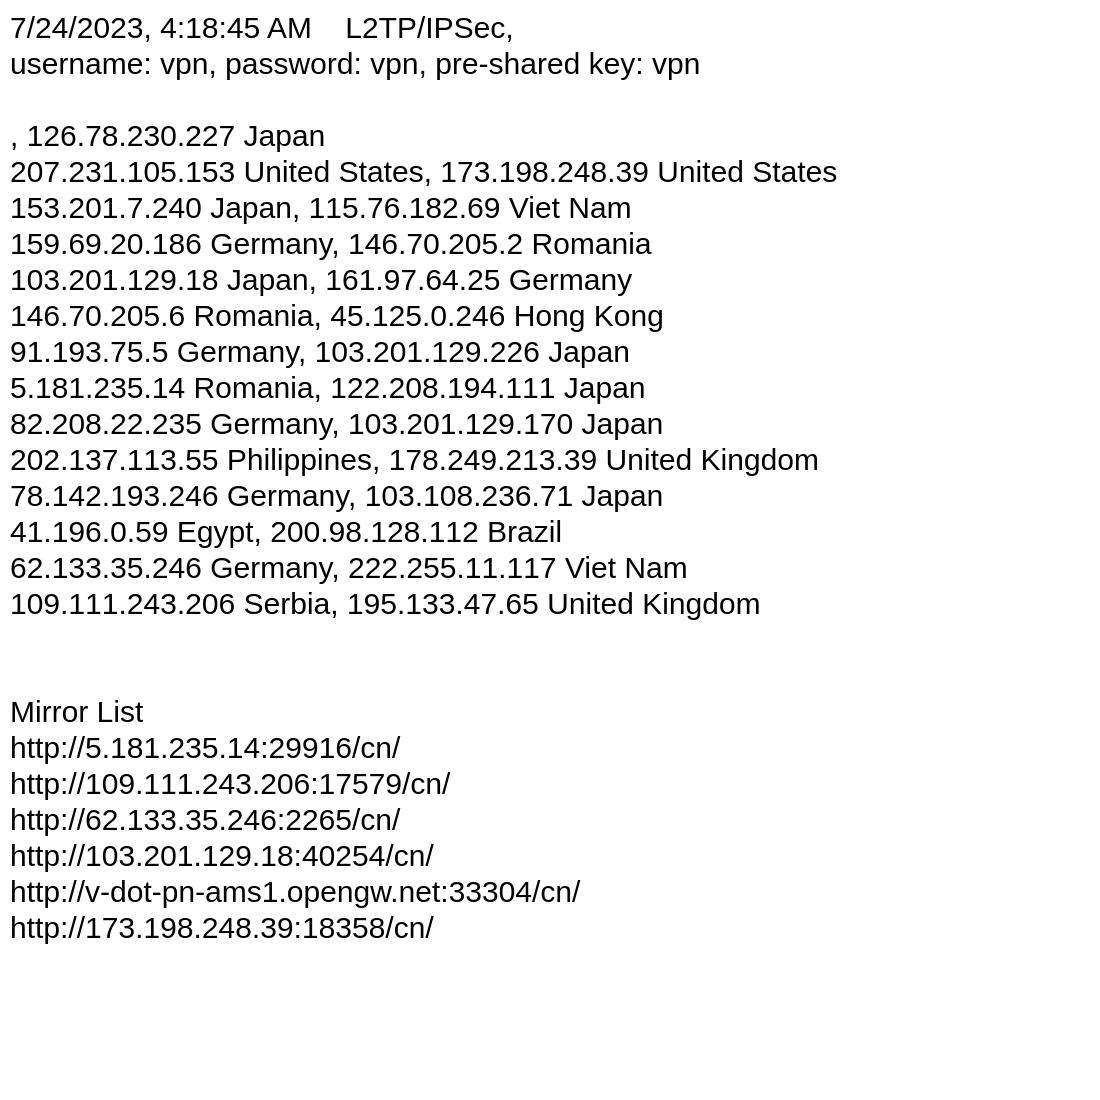 7/24/2023, 4:18:45 AM    L2TP/IPSec,
username: vpn, password: vpn, pre-shared key: vpn
, 126.78.230.227 Japan
207.231.105.153 United States, 173.198.248.39 United States
153.201.7.240 Japan, 115.76.182.69 Viet Nam
159.69.20.186 Germany, 146.70.205.2 Romania
103.201.129.18 Japan, 161.97.64.25 Germany
146.70.205.6 Romania, 45.125.0.246 Hong Kong
91.193.75.5 Germany, 103.201.129.226 Japan
5.181.235.14 Romania, 122.208.194.111 Japan
82.208.22.235 Germany, 103.201.129.170 Japan
202.137.113.55 Philippines, 178.249.213.39 United Kingdom
78.142.193.246 Germany, 103.108.236.71 Japan
41.196.0.59 Egypt, 200.98.128.112 Brazil
62.133.35.246 Germany, 222.255.11.117 Viet Nam
109.111.243.206 Serbia, 195.133.47.65 United Kingdom
Mirror List
http://5.181.235.14:29916/cn/
http://109.111.243.206:17579/cn/
http://62.133.35.246:2265/cn/
http://103.201.129.18:40254/cn/
http://v-dot-pn-ams1.opengw.net:33304/cn/
http://173.198.248.39:18358/cn/